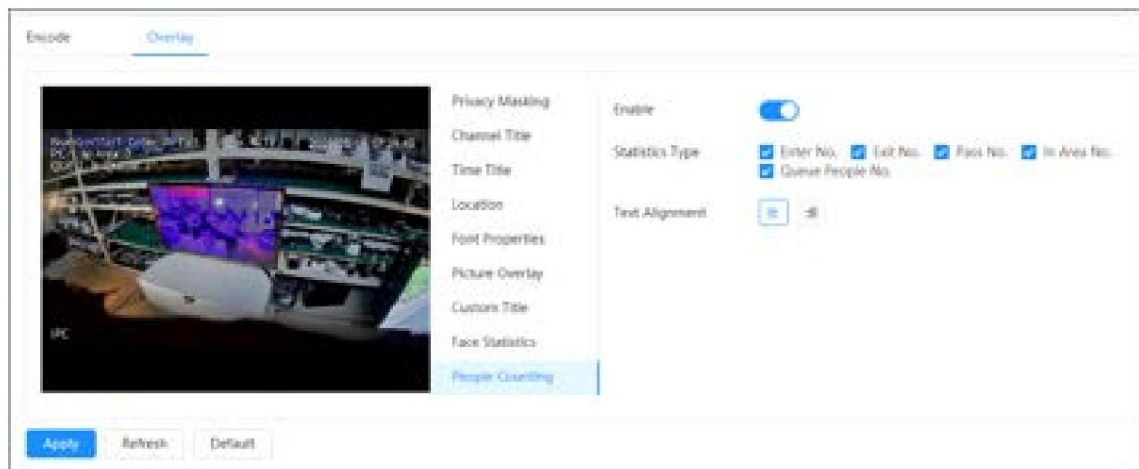 Encode Overlay
Privacy Masking
Channel Title
Time Title
Location
Font Properties
Picture Overlay
Custom Title
Face Statistics
People Counting
Enable
Statistics Type
Enter No. Exit No. Pass No. In Area No.
Queue People No.
Text Alignment
IPC
Apply Refresh Default